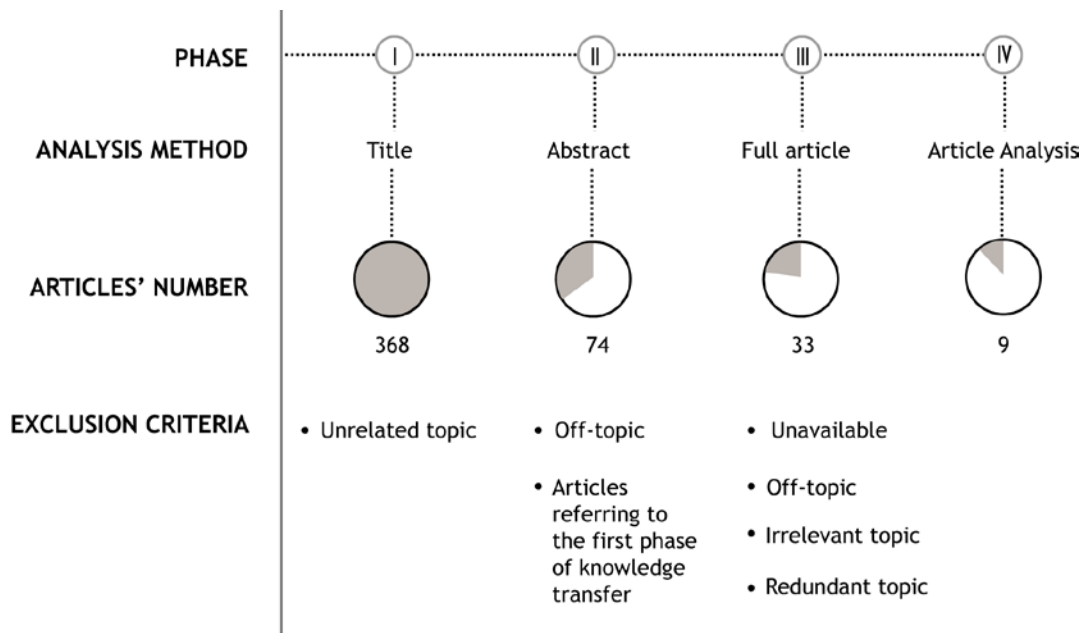 PHASE I II III IV
ANALYSIS METHOD Title Abstract Full article Article Analysis
ARTICLES’ NUMBER
368 74 33 9
EXCLUSION CRITERIA
• Unrelated topic
• Off-topic
• Articles
referring to
the first phase
of knowledge
transfer
• Unavailable
• Off-topic
• Irrelevant topic
• Redundant topic